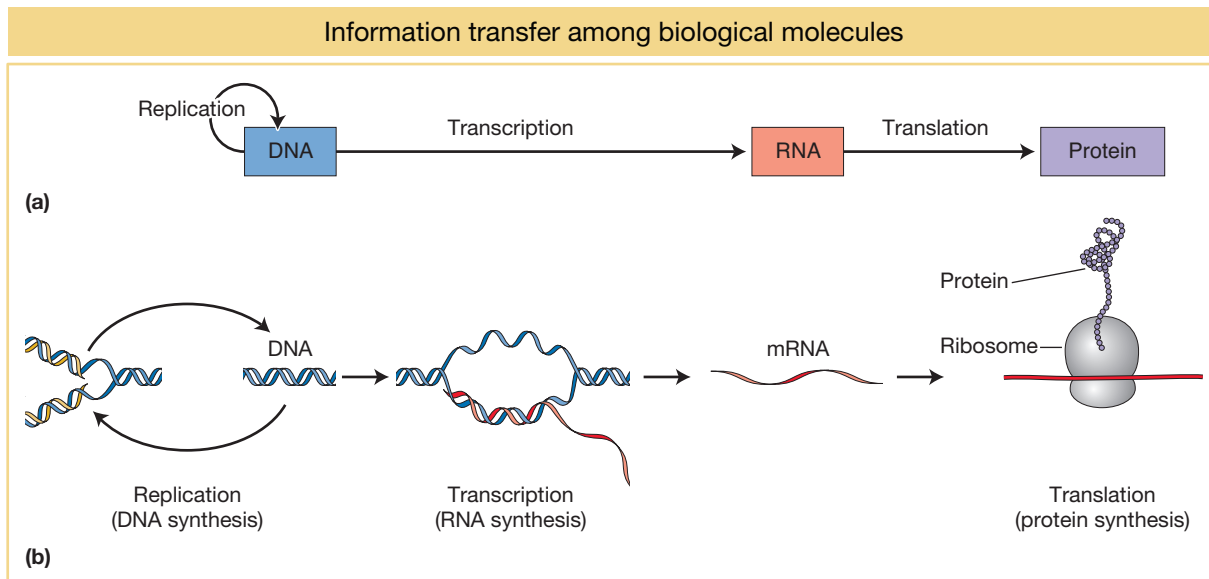 Information transfer among biological molecules
Replication
DNA
Transcription
RNA
Translation
Protein
(a)
Protein
Ribosome
DNA
mRNA
Replication
(DNA synthesis)
Transcription
(RNA synthesis)
Translation
(protein synthesis)
(b)